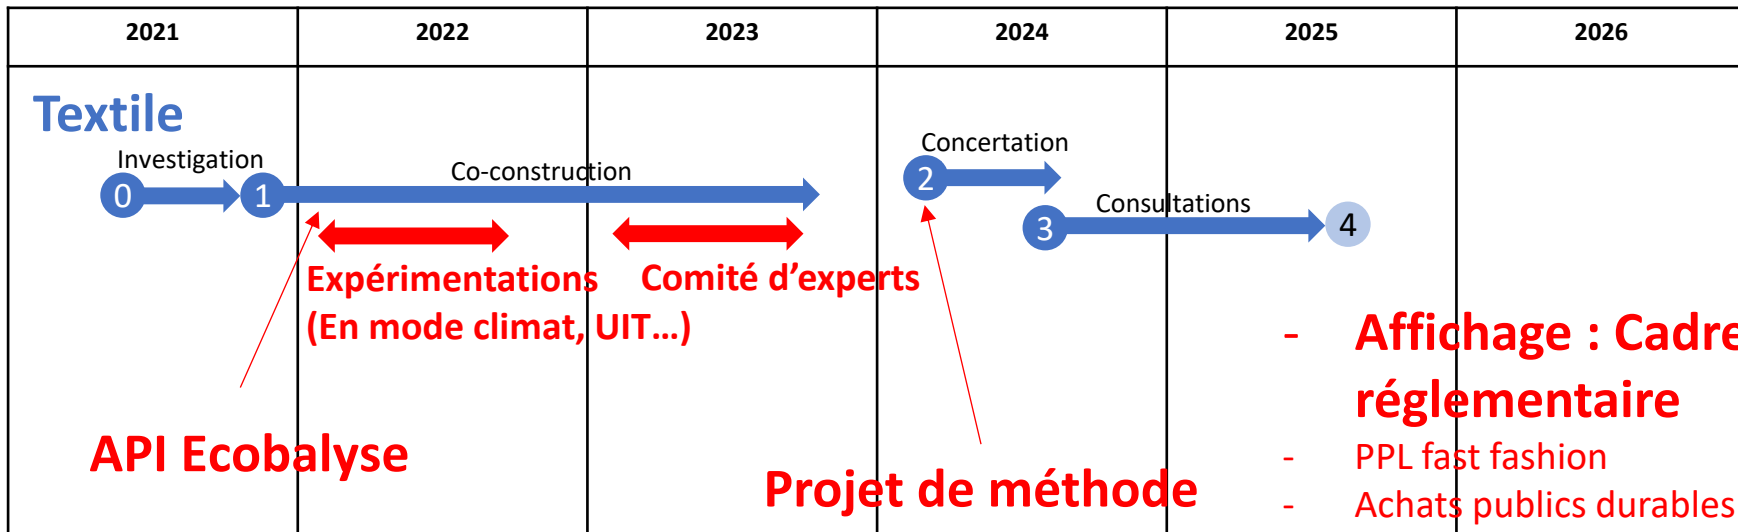 2021 2022 2023 2024 2025 2026
Textile
Investigation
0
1
Co-construction
Concertation
2
Consultations
3
4
Expérimentations
(En mode climat, UIT…)
Comité d’experts
API Ecobalyse
Projet de méthode
- Affichage : Cadre
réglementaire
- PPL fast fashion
- Achats publics durables